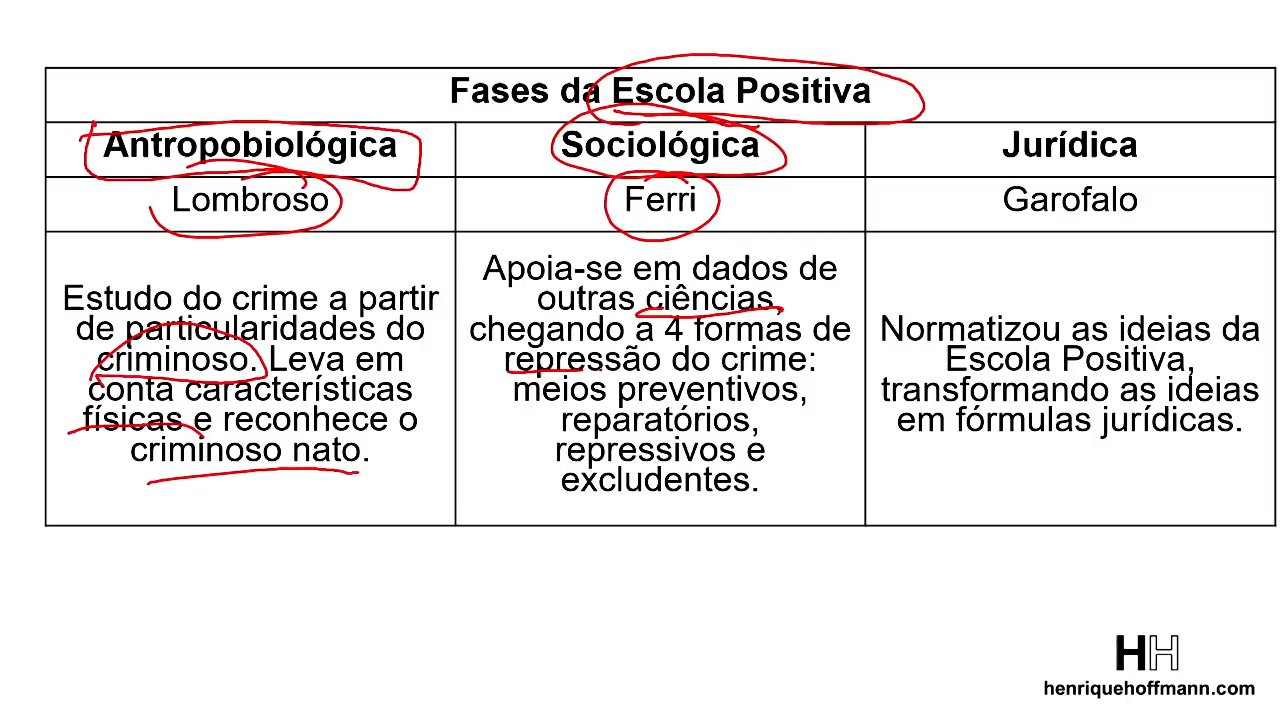 Fases da Escola Positiva
Antropobiológica
Sociológica
Jurídica
Lombroso
Ferri
Garofalo
Estudo do crime a partir
de particularidades do
criminoso. Leva em
conta características
físicas e reconhece o
criminoso nato.
Apoia-se em dados de
outras ciências,
chegando a 4 formas de
repressão do crime:
meios preventivos,
reparatórios,
repressivos e
excludentes.
Normatizou as ideias da
Escola Positiva,
transformando as ideias
em fórmulas jurídicas.
HH
henriquehoffmann.com